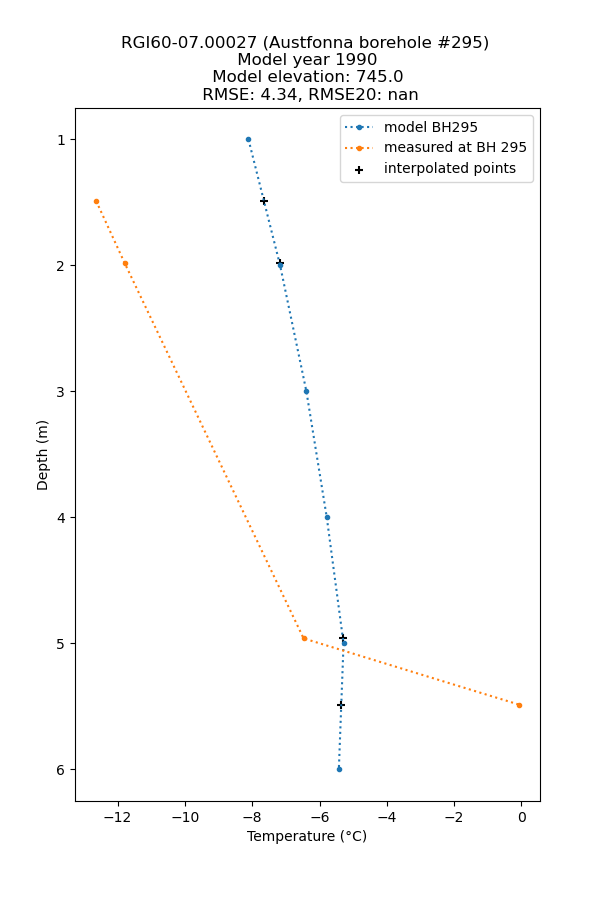 RGI60-07.00027 (Austfonna borehole #295)
Model year 1990
Model elevation: 745.0
RMSE: 4.34, RMSE20: nan
model BH295
measured at BH 295
interpolated points
1
2
3
4
5
6
Depth (m)
−12
−10
−8
−6
−4
−2
0
Temperature (°C)